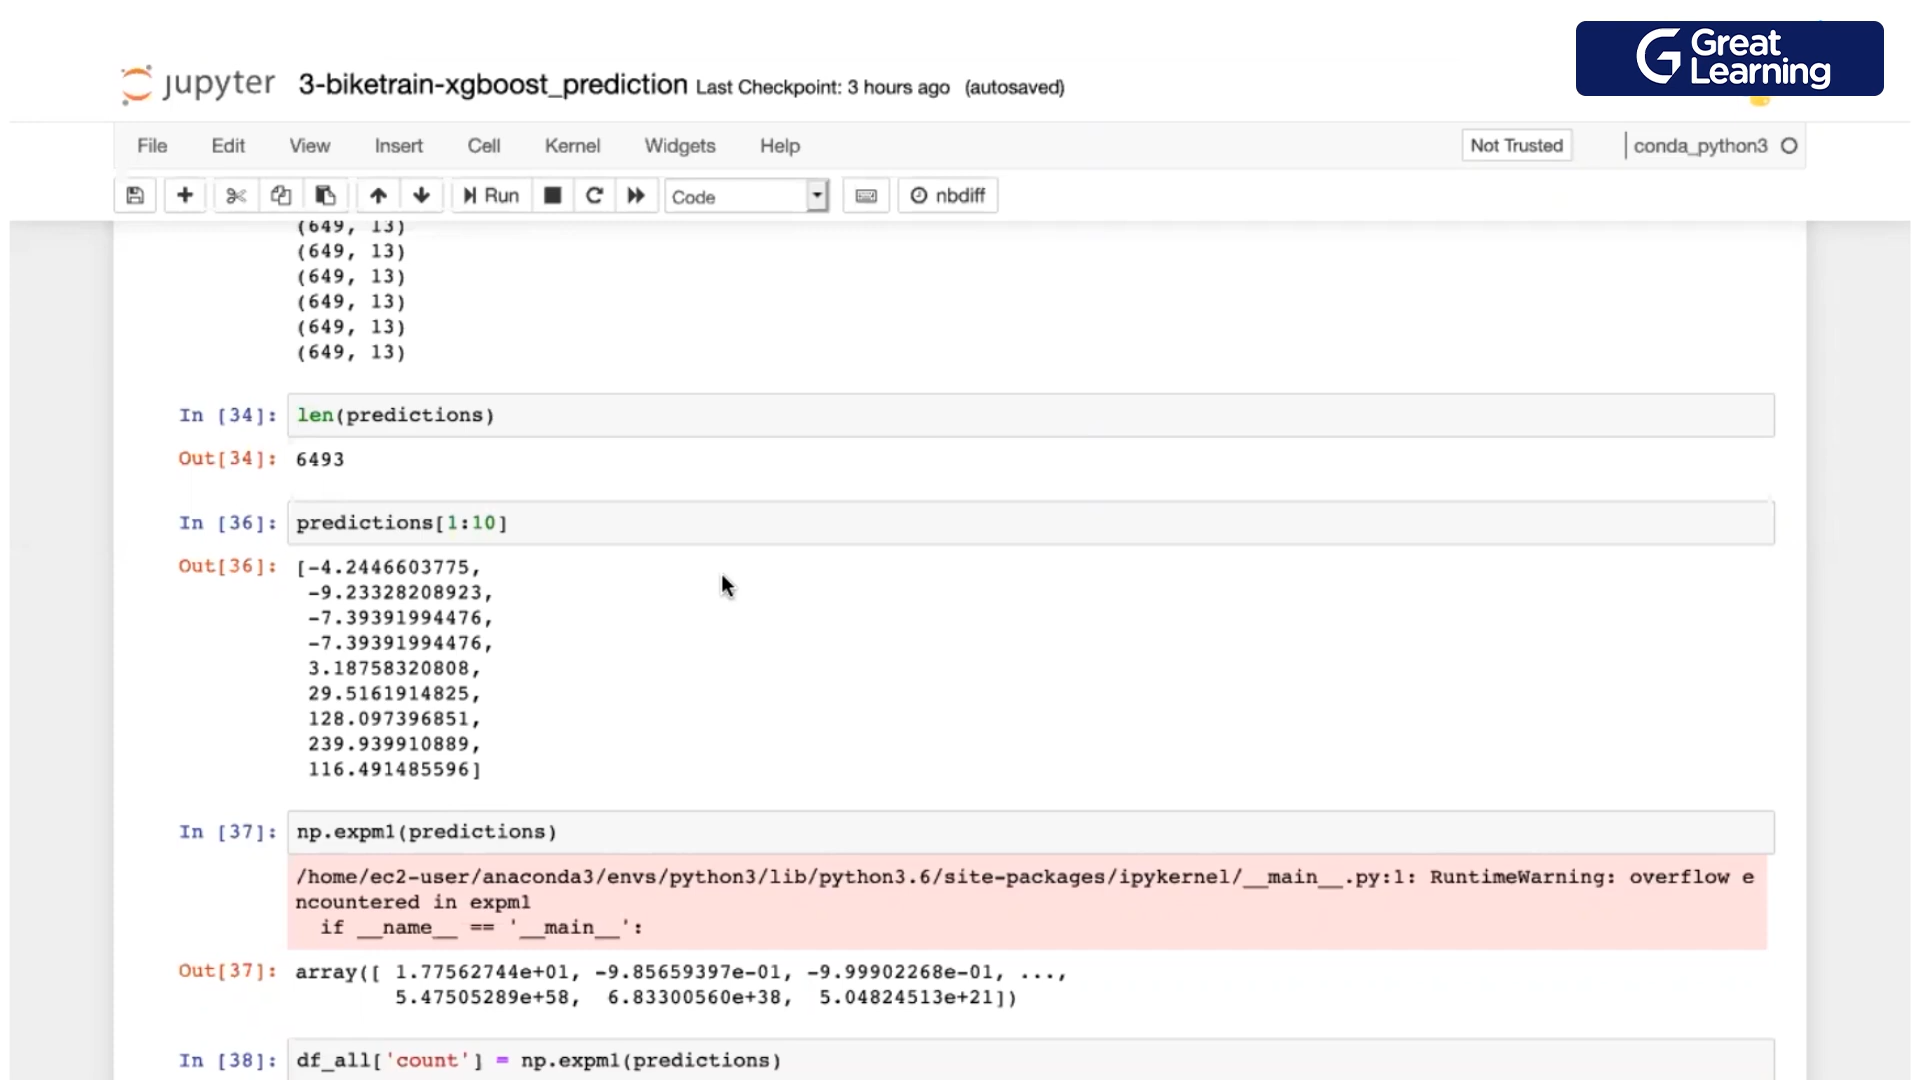 Great
Learning
jupyter 3-biketrain-xgboost_prediction Last Checkpoint: 3 hours ago (autosaved)
File Edit View Insert Cell Kernel Widgets Help Not Trusted conda_python3
Run Code nbdiff
(649, 13)
(649, 13)
(649, 13)
(649, 13)
(649, 13)
(649, 13)
In [34]: len(predictions)
Out[34]: 6493
In [36]: predictions[1:10]
Out[36]: [-4.2446603775,
-9.23328208923,
-7.39391994476,
-7.39391994476,
3.18758320808,
29.5161914825,
128.097396851,
239.939910889,
116.491485596]
In [37]: np.expm1(predictions)
/home/ec2-user/anaconda3/envs/python3/lib/python3.6/site-packages/ipykernel/__main__.py:1: RuntimeWarning: overflow e
ncountered in expm1
if __name__ == '__main__':
Out[37]: array([ 1.77562744e+01, -9.85659397e-01, -9.99902268e-01, ...,
5.47505289e+58, 6.83300560e+38, 5.04824513e+21])
In [38]: df_all['count'] = np.expm1(predictions)